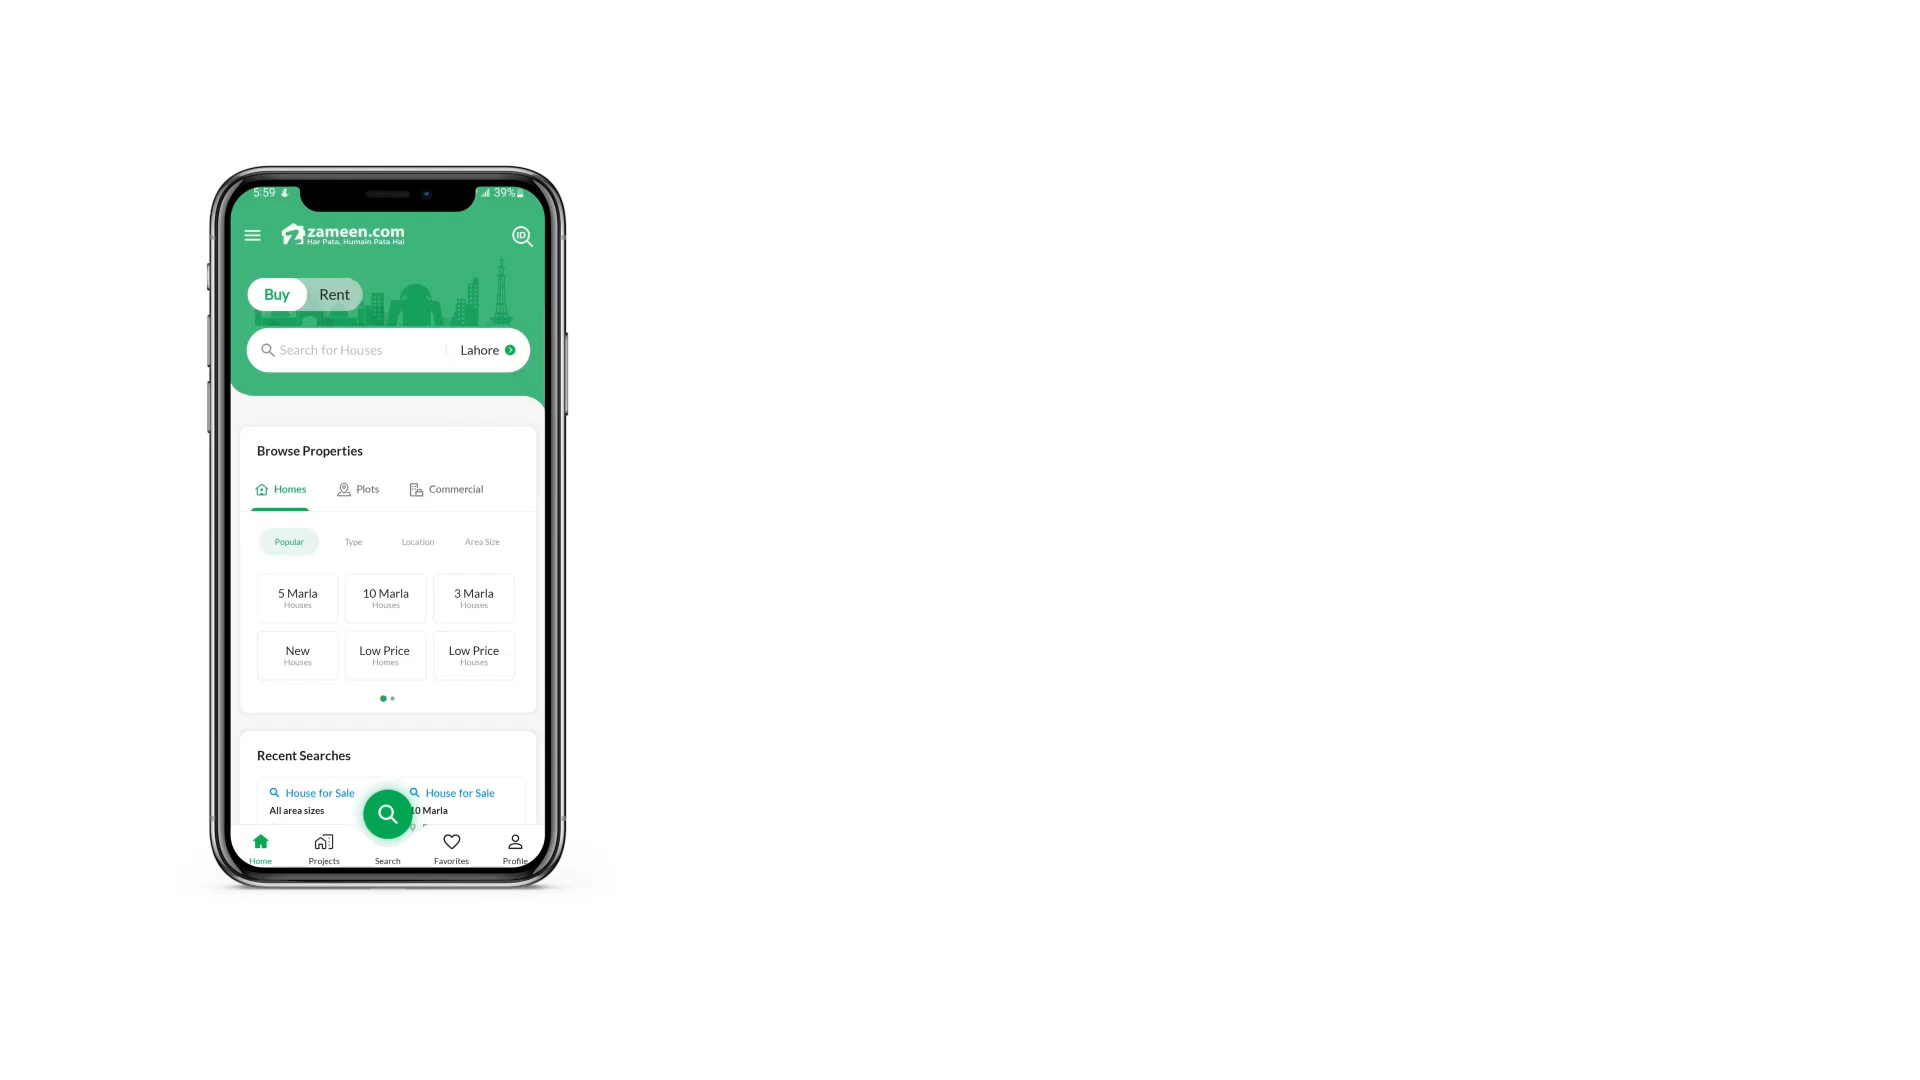 5:59 39%
zameen.com
Har Pata, Humain Pata Hai
ID
Buy Rent
Search for Houses Lahore
Browse Properties
Homes Plots Commercial
Popular Type Location Area Size
5 Marla 10 Marla 3 Marla
Houses Houses Houses
New Low Price Low Price
Houses Homes Houses
Recent Searches
House for Sale House for Sale
All area sizes 10 Marla
Home Projects Search Favorites Profile